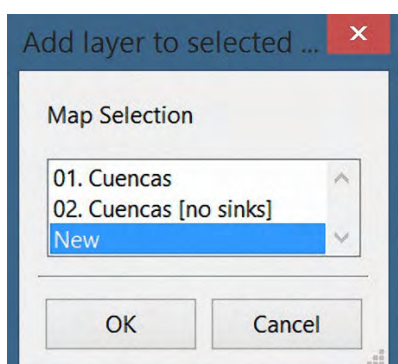 Add layer to selected ...
Map Selection
01. Cuencas
02. Cuencas [no sinks]
New
OK
Cancel